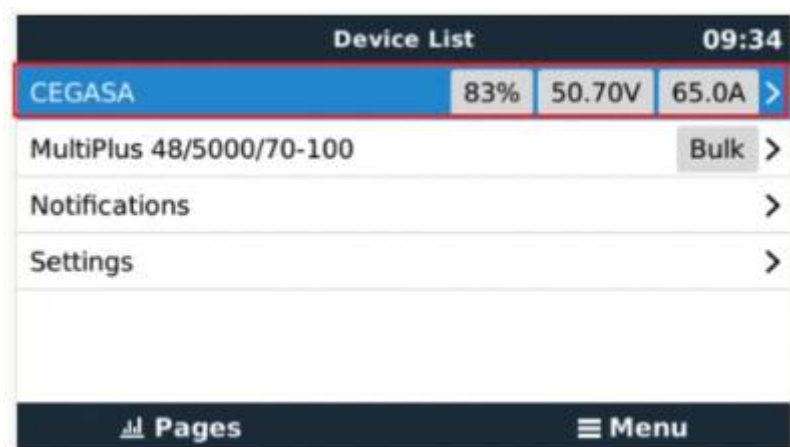 Device List 09:34
CEGASA 83% 50.70V 65.0A >
MultiPlus 48/5000/70-100 Bulk >
Notifications >
Settings >
Pages Menu